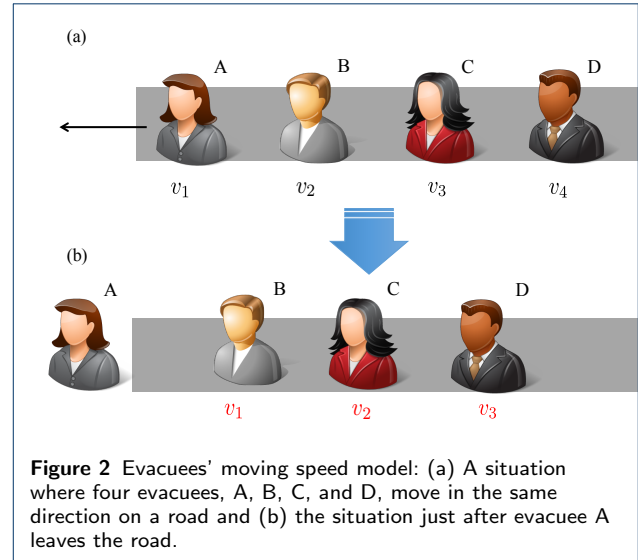 (a)
A B C D
v₁ v₂ v₃ v₄
(b)
A B C D
v₁ v₂ v₃
Figure 2 Evacuees' moving speed model: (a) A situation
where four evacuees, A, B, C, and D, move in the same
direction on a road and (b) the situation just after evacuee A
leaves the road.